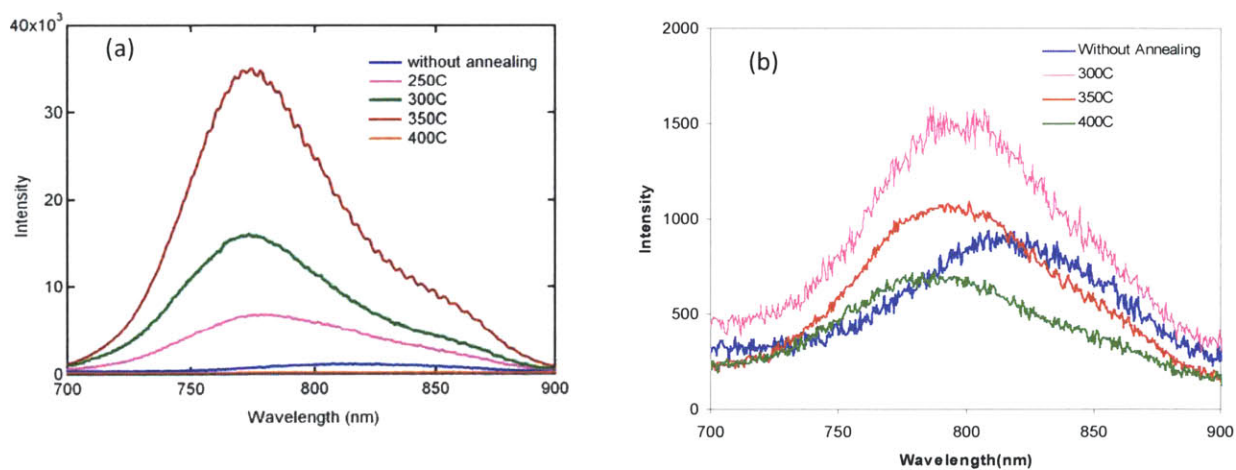 40x10³
(a)
without annealing
250C
300C
350C
400C
30
20
10
0
Intensity
700
750
800
850
900
Wavelength (nm)
2000
(b)
Without Annealing
300C
350C
400C
1500
1000
500
0
Intensity
700
750
800
850
900
Wavelength(nm)